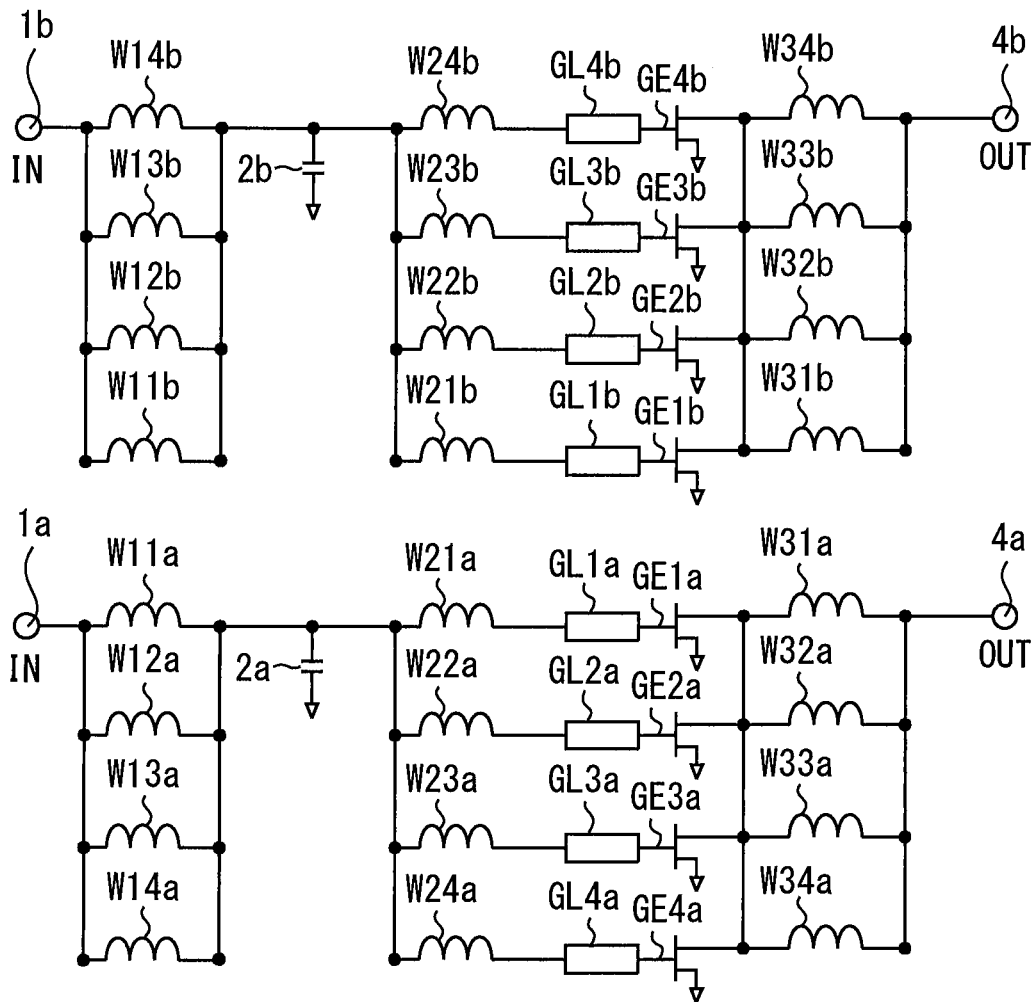 1b
W14b
W24b
GL4b
GE4b
W34b
4b
IN
W13b
2b
W23b
GL3b
GE3b
W33b
OUT
W12b
W22b
GL2b
GE2b
W32b
W11b
W21b
GL1b
GE1b
W31b
1a
W11a
W21a
GL1a
GE1a
W31a
4a
IN
W12a
2a
W22a
GL2a
GE2a
W32a
OUT
W13a
W23a
GL3a
GE3a
W33a
W14a
W24a
GL4a
GE4a
W34a